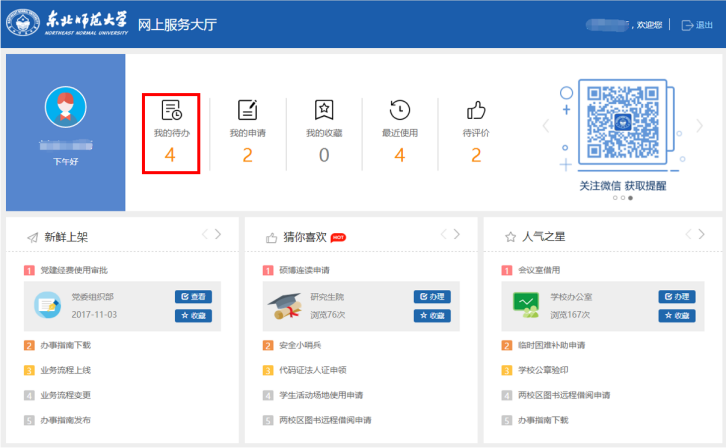 东北师范大学
NORTHEAST NORMAL UNIVERSITY
网上服务大厅
，欢迎您
退出
下午好
我的待办
4
我的申请
2
我的收藏
0
最近使用
4
待评价
2
关注微信 获取提醒
新鲜上架
1 党建经费使用审批
党委组织部
2017-11-03
查看
收藏
2 办事指南下载
3 业务流程上线
4 业务流程变更
5 办事指南发布
猜你喜欢 HOT
1 硕博连读申请
研究生院
浏览76次
办理
收藏
2 安全小哨兵
3 代码证法人证申领
4 学生活动场地使用申请
5 两校区图书远程借阅申请
人气之星
1 会议室借用
学校办公室
浏览167次
办理
收藏
2 临时困难补助申请
3 学校公章验印
4 两校区图书远程借阅申请
5 办事指南下载